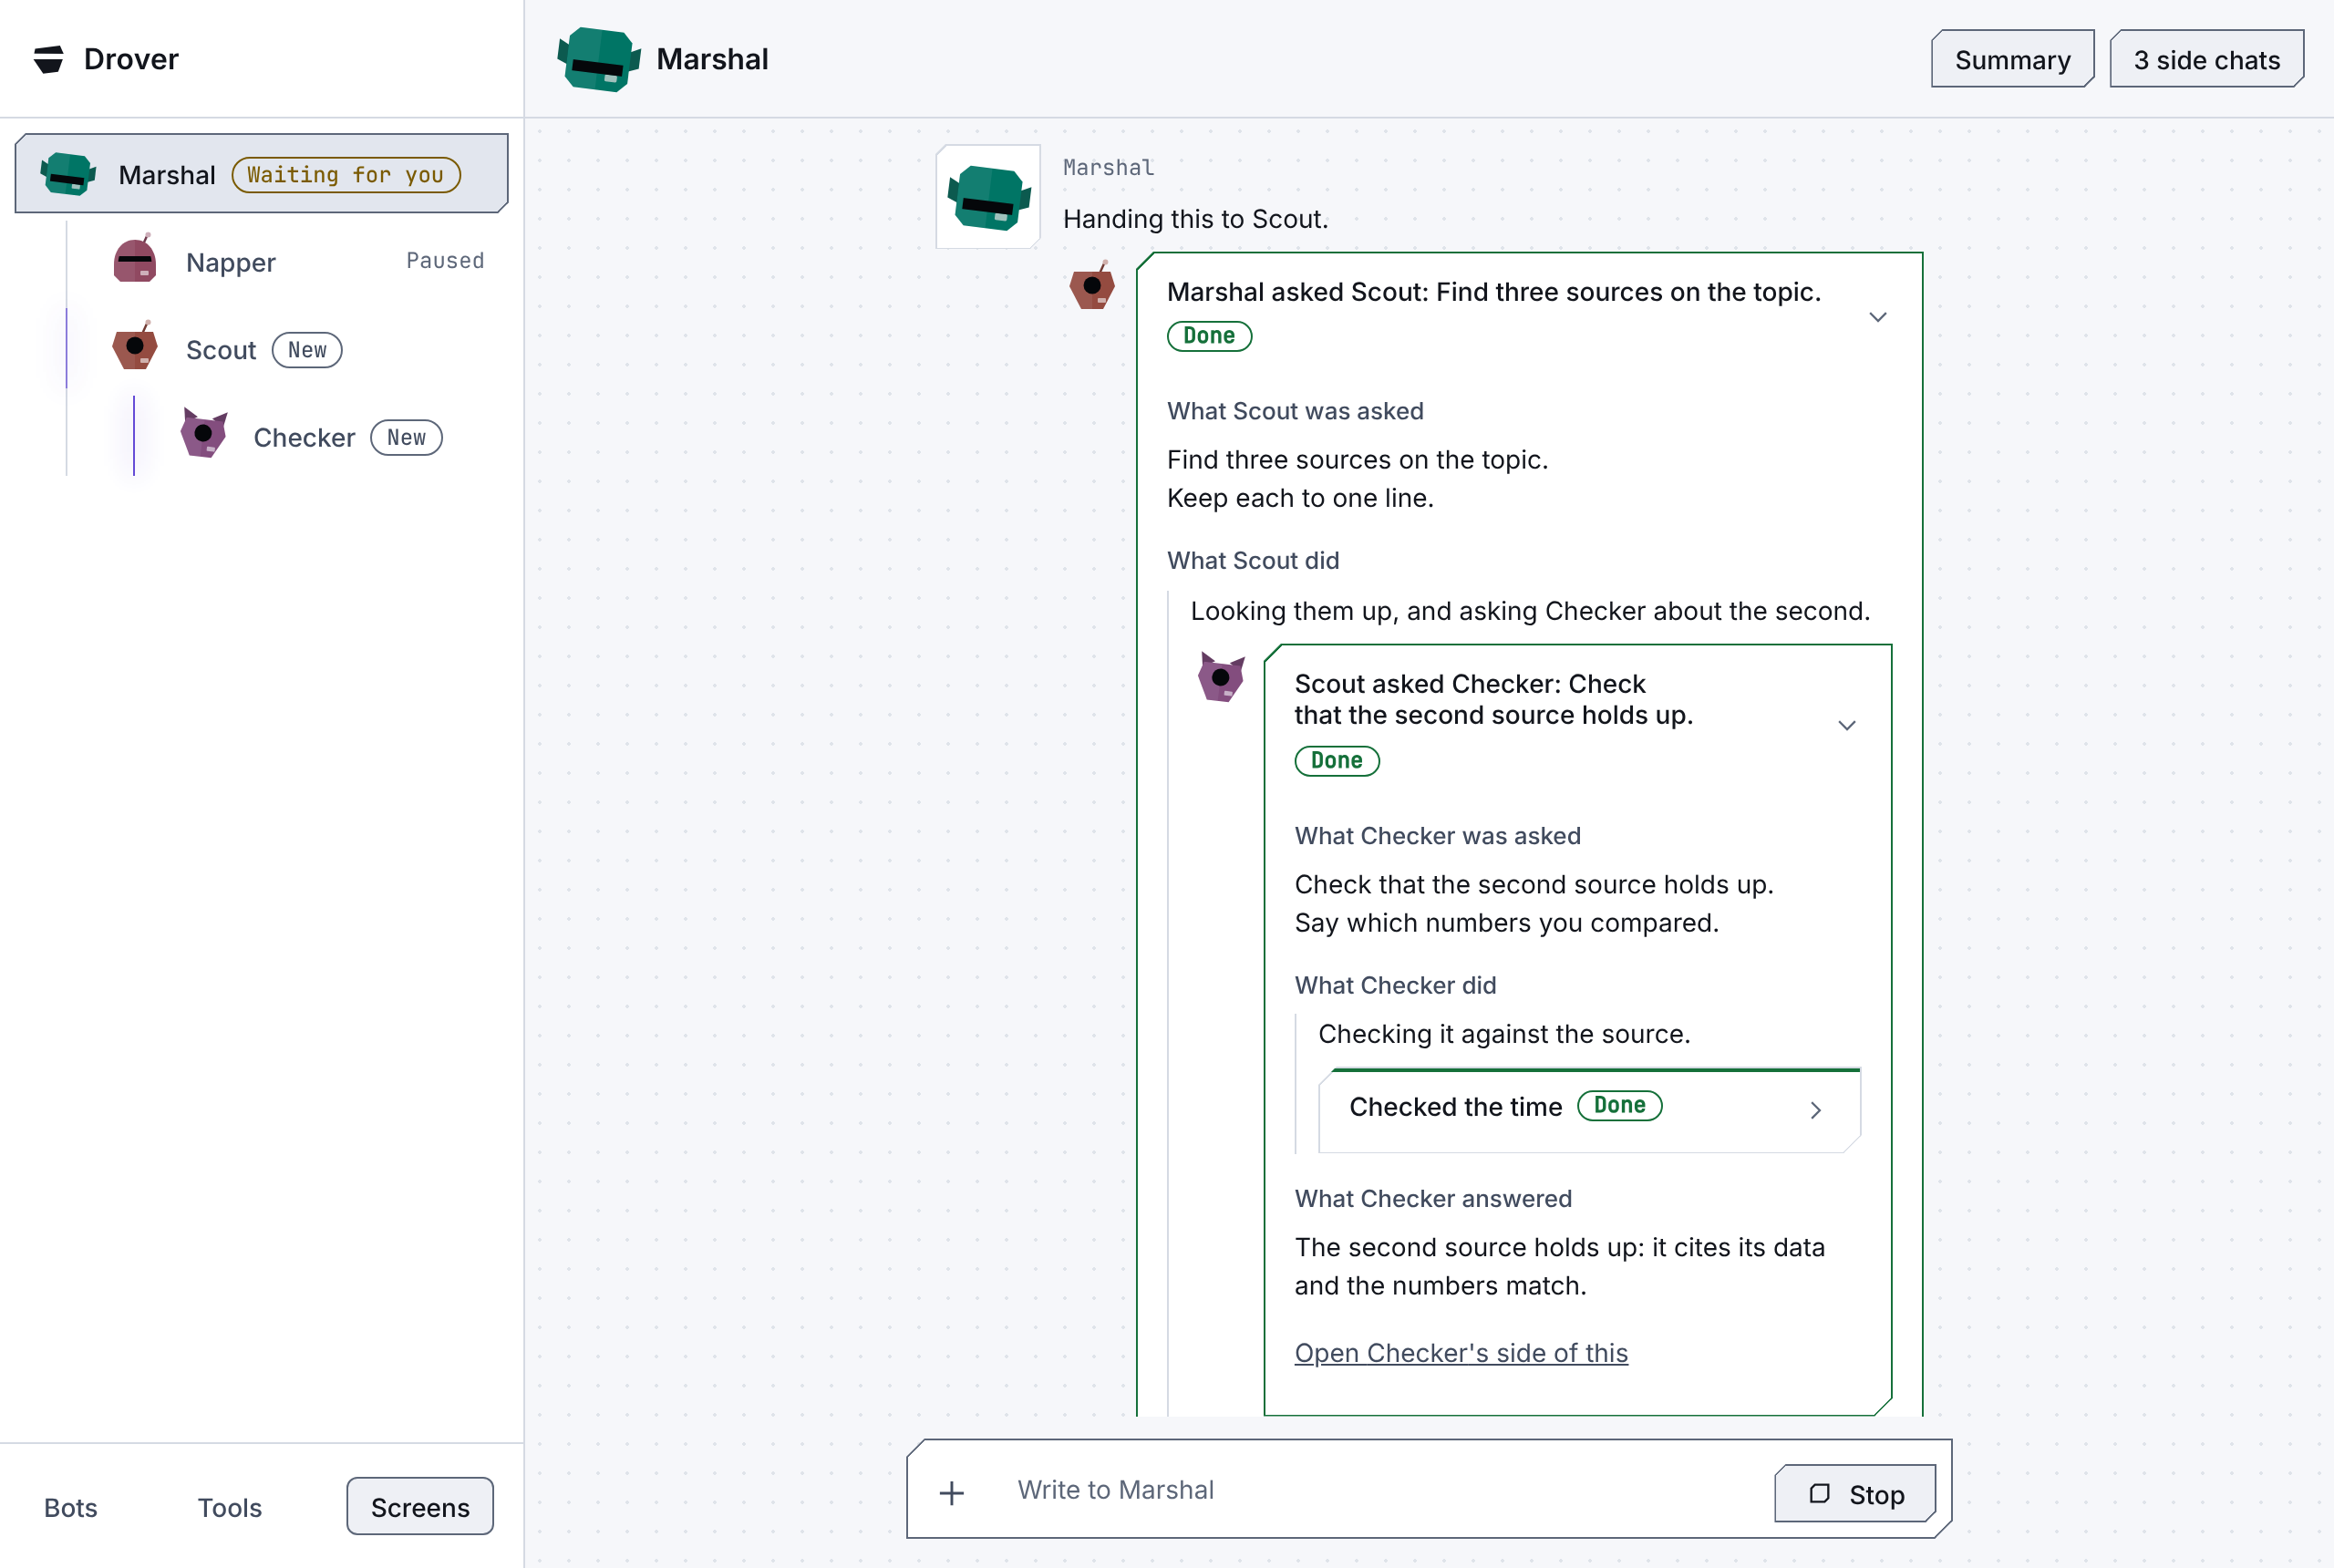 Drover
Marshal
Summary
3 side chats
Marshal
Waiting for you
Napper
Paused
Scout
New
Checker
New
Marshal
Handing this to Scout.
Marshal asked Scout: Find three sources on the topic.
Done
What Scout was asked
Find three sources on the topic.
Keep each to one line.
What Scout did
Looking them up, and asking Checker about the second.
Scout asked Checker: Check
that the second source holds up.
Done
What Checker was asked
Check that the second source holds up.
Say which numbers you compared.
What Checker did
Checking it against the source.
Checked the time
Done
What Checker answered
The second source holds up: it cites its data
and the numbers match.
Open Checker's side of this
Write to Marshal
Stop
Bots
Tools
Screens